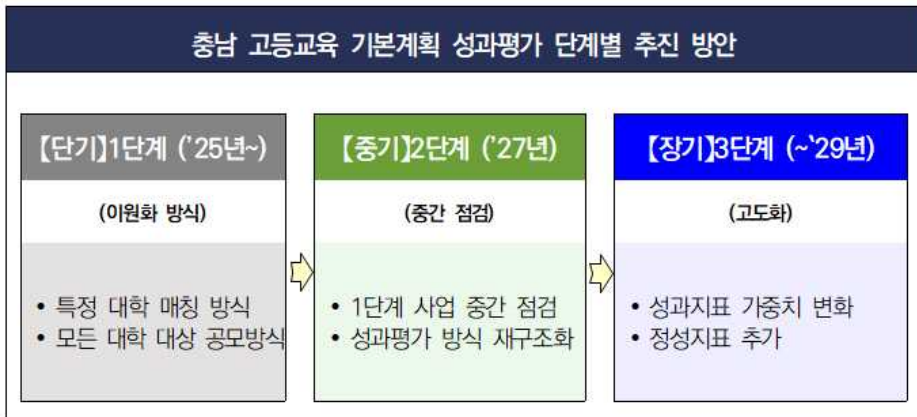 충남 고등교육 기본계획 성과평가 단계별 추진 방안
【단기】1단계 ('25년~)
(이원화 방식)
• 특정 대학 매칭 방식
• 모든 대학 대상 공모방식
【중기】2단계 ('27년)
(중간 점검)
• 1단계 사업 중간 점검
• 성과평가 방식 재구조화
【장기】3단계 (~'29년)
(고도화)
• 성과지표 가중치 변화
• 정성지표 추가